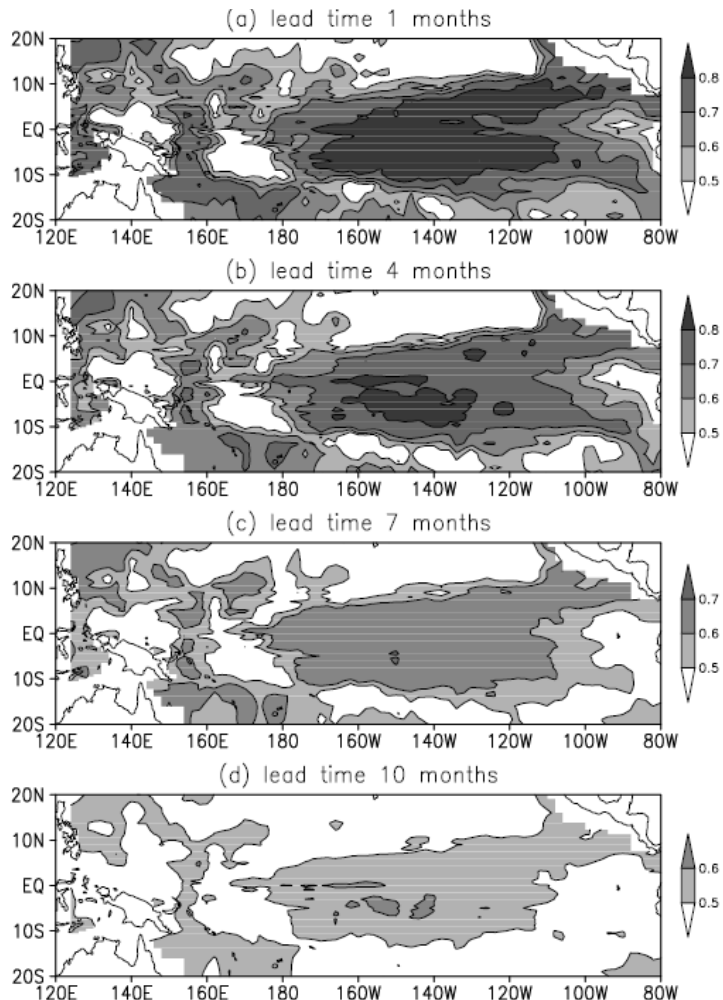 (a) lead time 1 months
20N
10N
EQ
10S
20S
120E 140E 160E 180 160W 140W 120W 100W 80W
0.8
0.7
0.6
0.5
(b) lead time 4 months
20N
10N
EQ
10S
20S
120E 140E 160E 180 160W 140W 120W 100W 80W
0.8
0.7
0.6
0.5
(c) lead time 7 months
20N
10N
EQ
10S
20S
120E 140E 160E 180 160W 140W 120W 100W 80W
0.7
0.6
0.5
(d) lead time 10 months
20N
10N
EQ
10S
20S
120E 140E 160E 180 160W 140W 120W 100W 80W
0.6
0.5